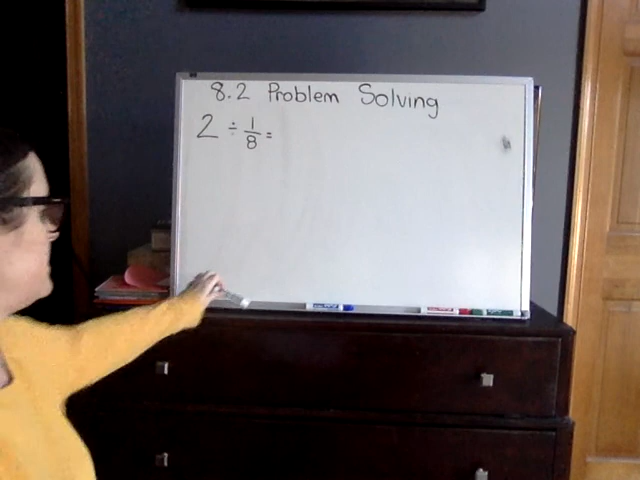 8.2 Problem Solving
2 ÷ 1/8 =